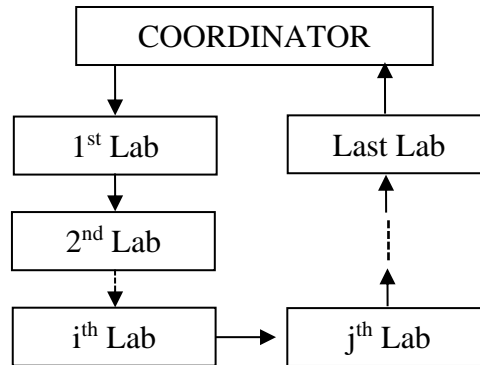 COORDINATOR
1st Lab
Last Lab
2nd Lab
ith Lab
jth Lab